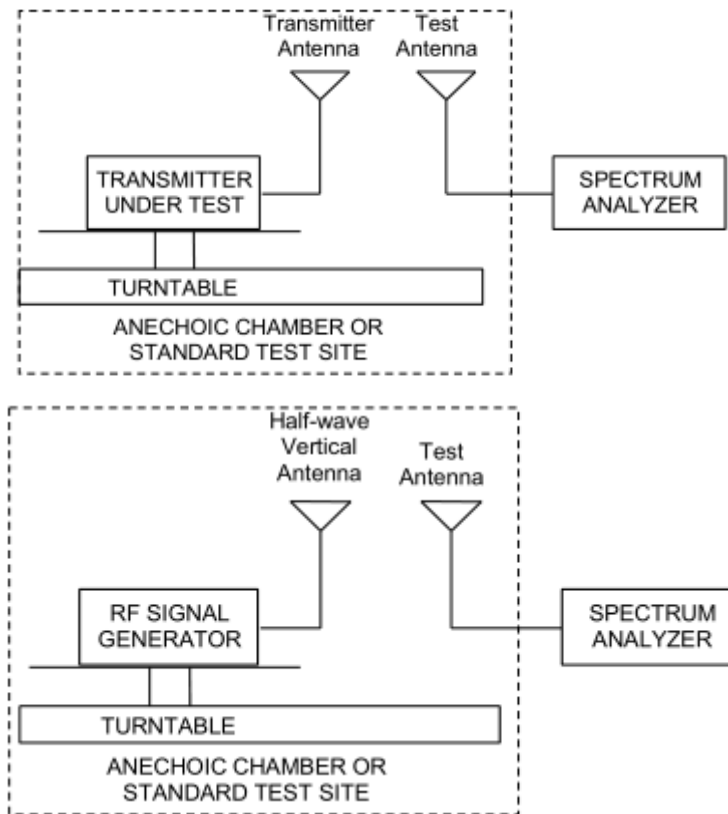 Transmitter
Antenna
Test
Antenna
TRANSMITTER
UNDER TEST
SPECTRUM
ANALYZER
TURNTABLE
ANECHOIC CHAMBER OR
STANDARD TEST SITE
Half-wave
Vertical
Antenna
Test
Antenna
RF SIGNAL
GENERATOR
SPECTRUM
ANALYZER
TURNTABLE
ANECHOIC CHAMBER OR
STANDARD TEST SITE